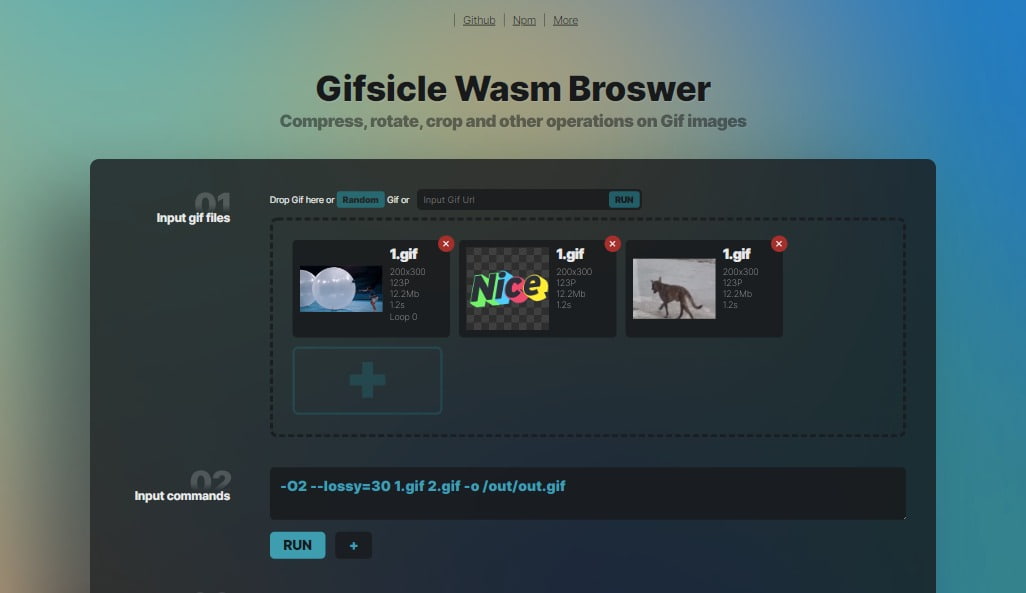 Github | Npm | More
Gifsicle Wasm Broswer
Compress, rotate, crop and other operations on Gif images
01
Input gif files
Drop Gif here or Random Gif or Input Gif Url RUN
1.gif
200x300
123P
12.2Mb
1.2s
Loop 0
Nice
1.gif
200x300
123P
12.2Mb
1.2s
1.gif
200x300
123P
12.2Mb
1.2s
02
Input commands
-O2 --lossy=30 1.gif 2.gif -o /out/out.gif
RUN +